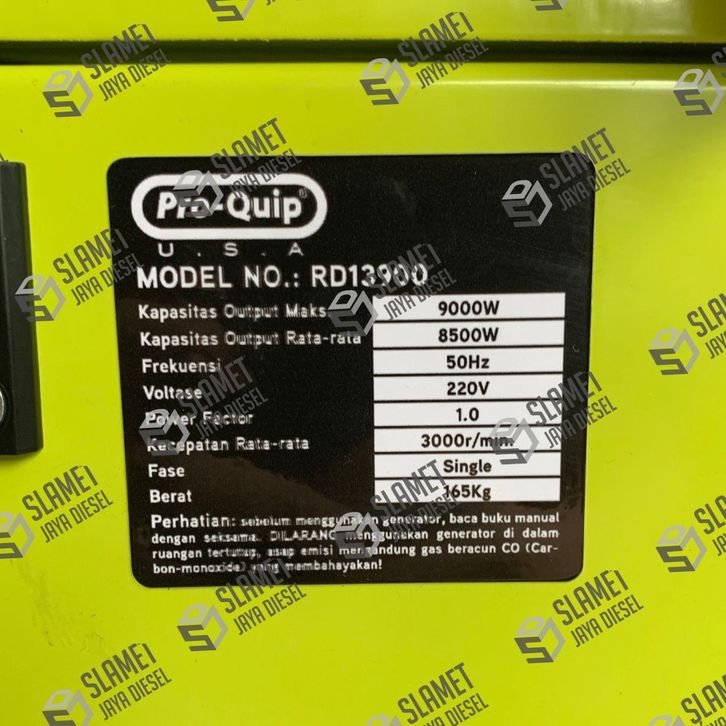 SLAMET
JAYA DIESEL
Pro-Quip®
U.S.A
MODEL NO.: RD13900
Kapasitas Output Maks 9000W
Kapasitas Output Rata-rata 8500W
Frekuensi 50Hz
Voltase 220V
Power Factor 1.0
Kecepatan Rata-rata 3000r/min.
Fase Single
Berat 165Kg
Perhatian: sebelum menggunakan generator, baca buku manual
dengan seksama. DILARANG menggunakan generator di dalam
ruangan tertutup, asap emisi mengandung gas beracun CO (Car-
bon-monoxide) yang membahayakan!